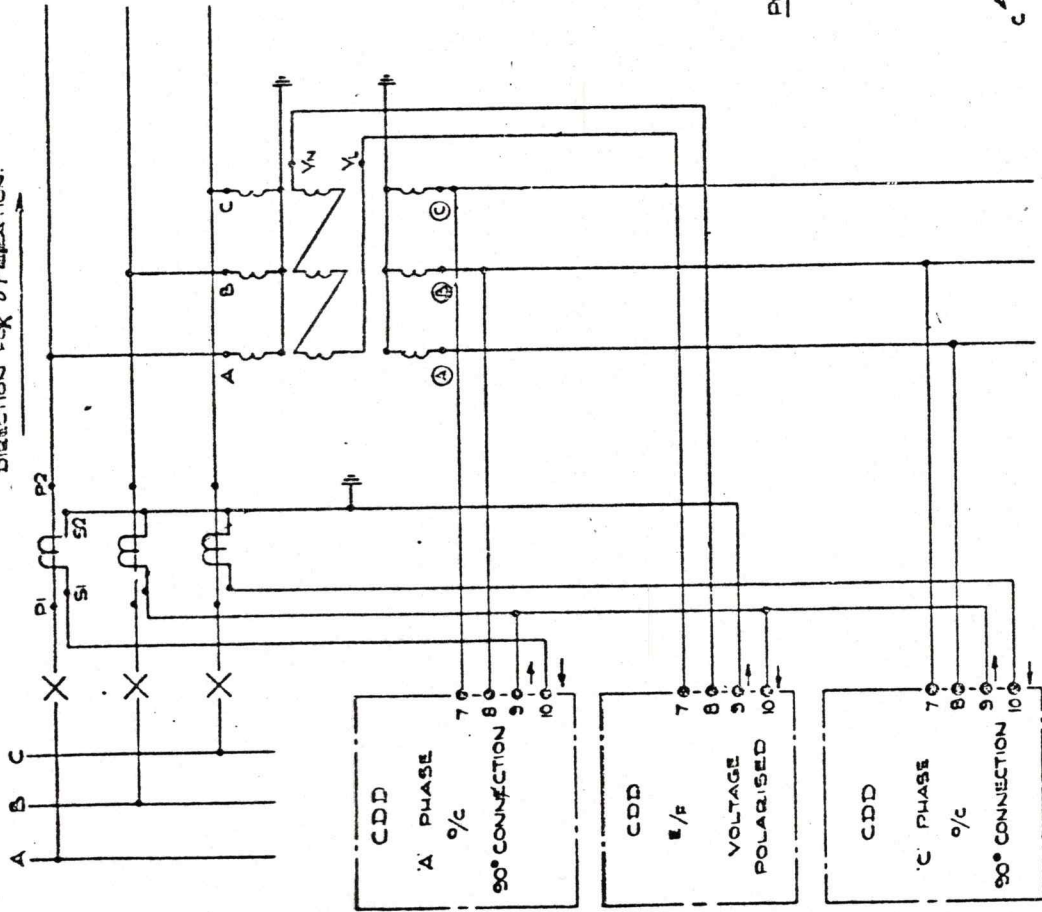 DIRECTION FOR OPERATION.
A
B
C
P1
P2
S1
S2
A
B
C
YN
YL
A
B
C
CDD
'A' PHASE
O/C
90° CONNECTION
7
8
9
10
CDD
E/F
VOLTAGE
POLARISED
7
8
9
10
CDD
'C' PHASE
O/C
90° CONNECTION
7
8
9
10
C